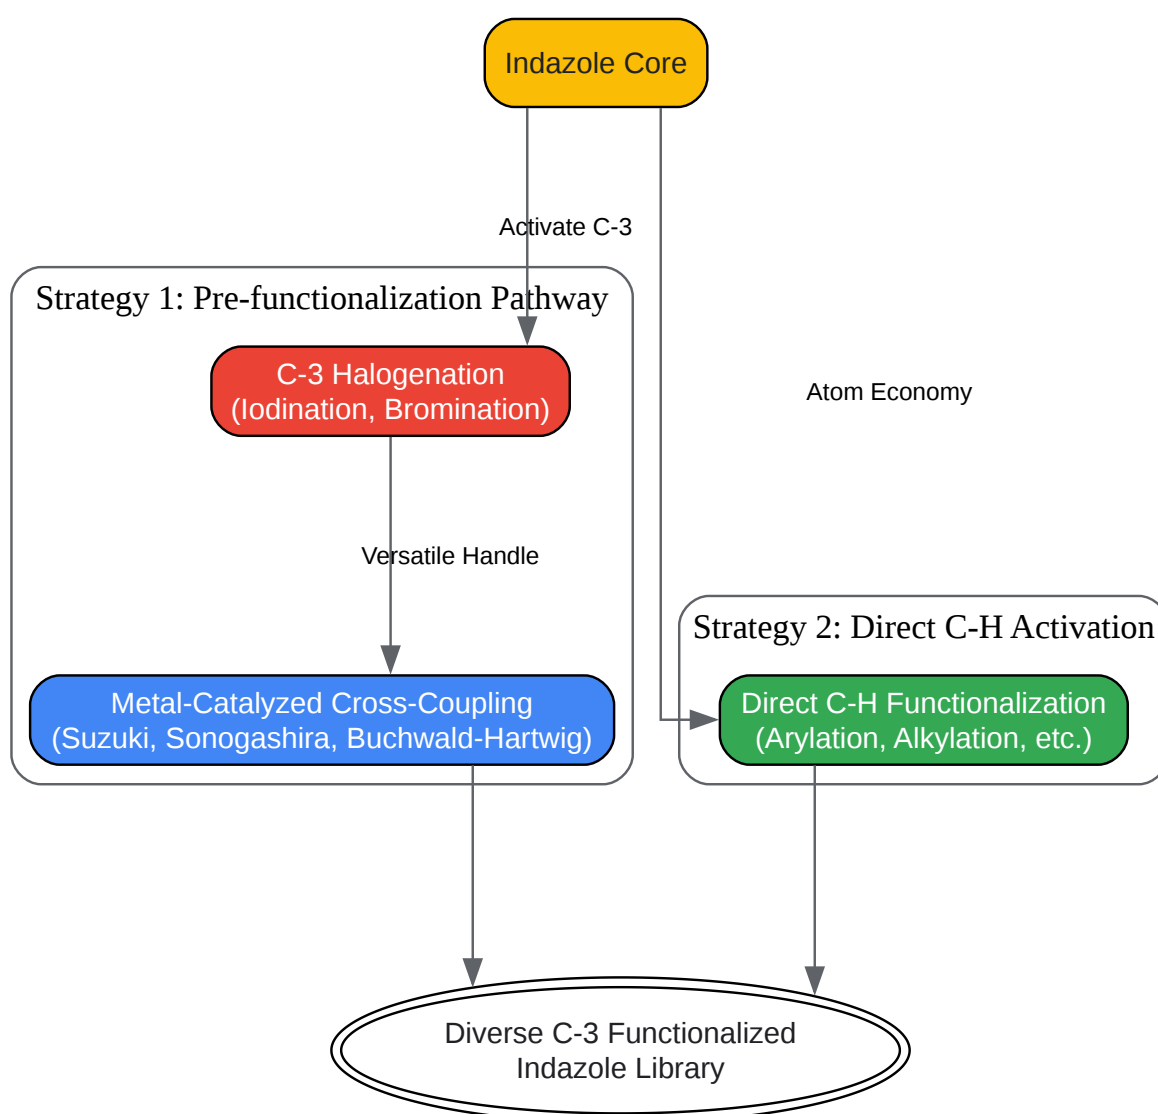 Indazole Core
Activate C-3
Strategy 1: Pre-functionalization Pathway
C-3 Halogenation
(Iodination, Bromination)
Atom Economy
Versatile Handle
Strategy 2: Direct C-H Activation
Metal-Catalyzed Cross-Coupling
(Suzuki, Sonogashira, Buchwald-Hartwig)
Direct C-H Functionalization
(Arylation, Alkylation, etc.)
Diverse C-3 Functionalized
Indazole Library